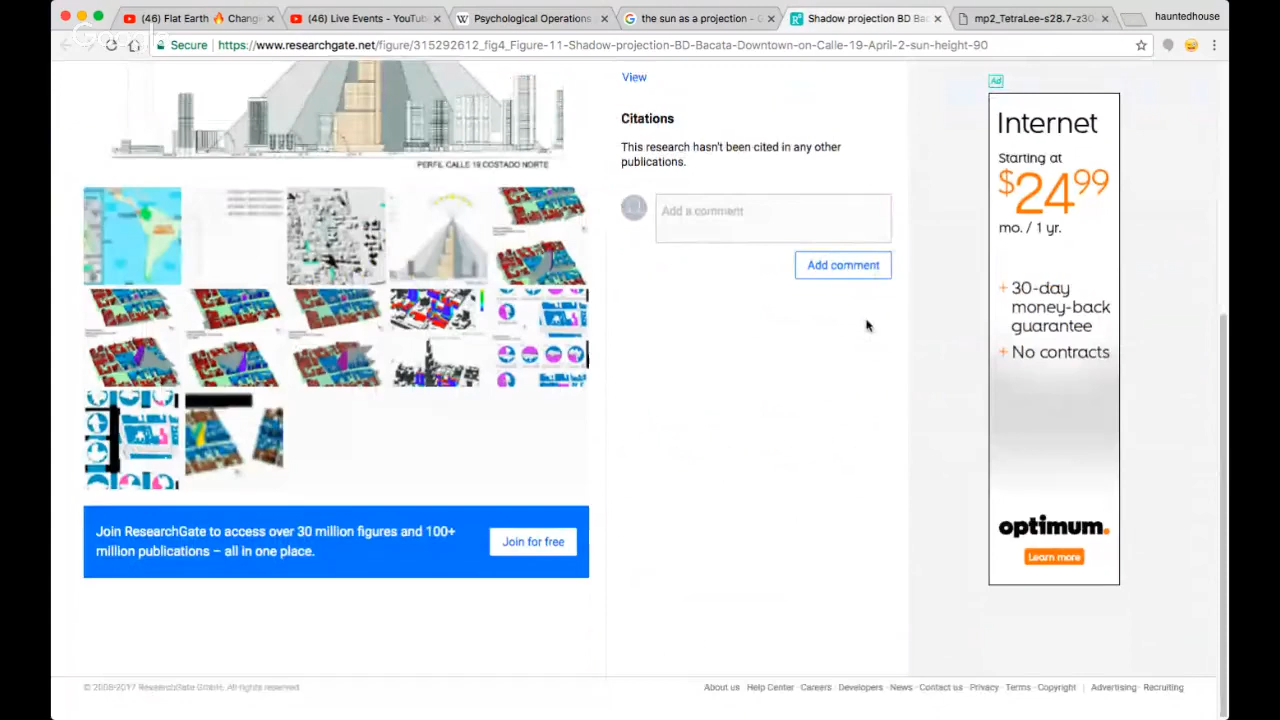 (46) Flat Earth 🔥 Chang
(46) Live Events - YouTub
Psychological Operations
the sun as a projection - G
Shadow projection BD Ba
mp2_TetraLee-s28.7-z30
hauntedhouse
Google
Secure
https://www.researchgate.net/figure/315292612_fig4_Figure-11-Shadow-projection-BD-Bacata-Downtown-on-Calle-19-April-2-sun-height-90
PERFIL CALLE 19 COSTADO NORTE
View
Citations
This research hasn't been cited in any other
publications.
Add a comment
Add comment
Join ResearchGate to access over 30 million figures and 100+
million publications – all in one place.
Join for free
Ad
Internet
Starting at
$24.99
mo. / 1 yr.
+ 30-day
money-back
guarantee
+ No contracts
optimum.
Learn more
© 2008-2017 ResearchGate GmbH. All rights reserved.
About us Help Center Careers Developers News Contact us Privacy Terms Copyright | Advertising Recruiting